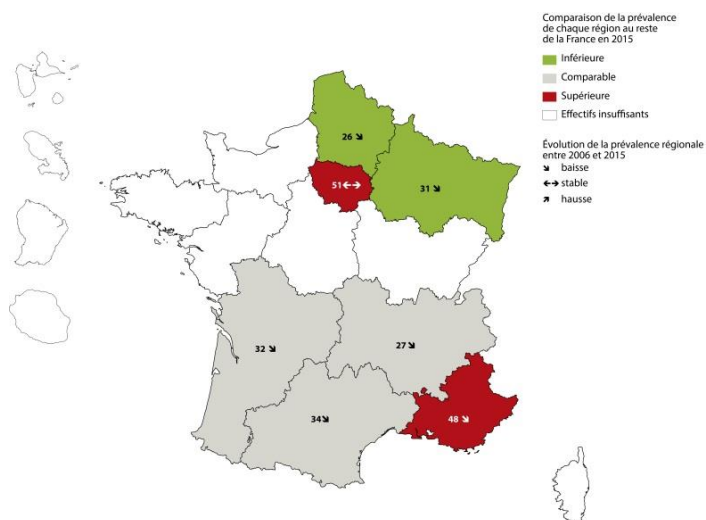 Comparaison de la prévalence
de chaque région au reste
de la France en 2015
Inférieure
Comparable
Supérieure
Effectifs insuffisants
Évolution de la prévalence régionale
entre 2006 et 2015
↘ baisse
↔ stable
↗ hausse
26 ↘
51 ↔
31 ↘
32 ↘
27 ↘
34 ↘
48 ↘